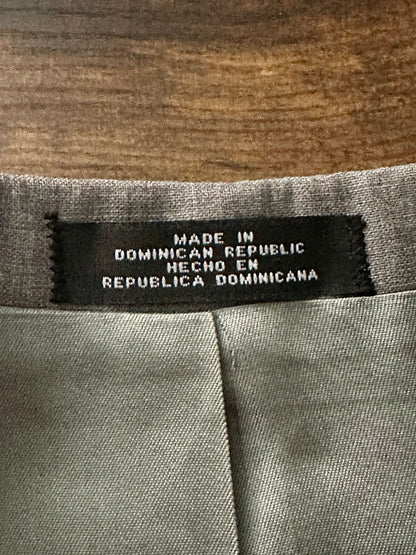 MADE IN
DOMINICAN REPUBLIC
HECHO EN
REPUBLICA DOMINICANA